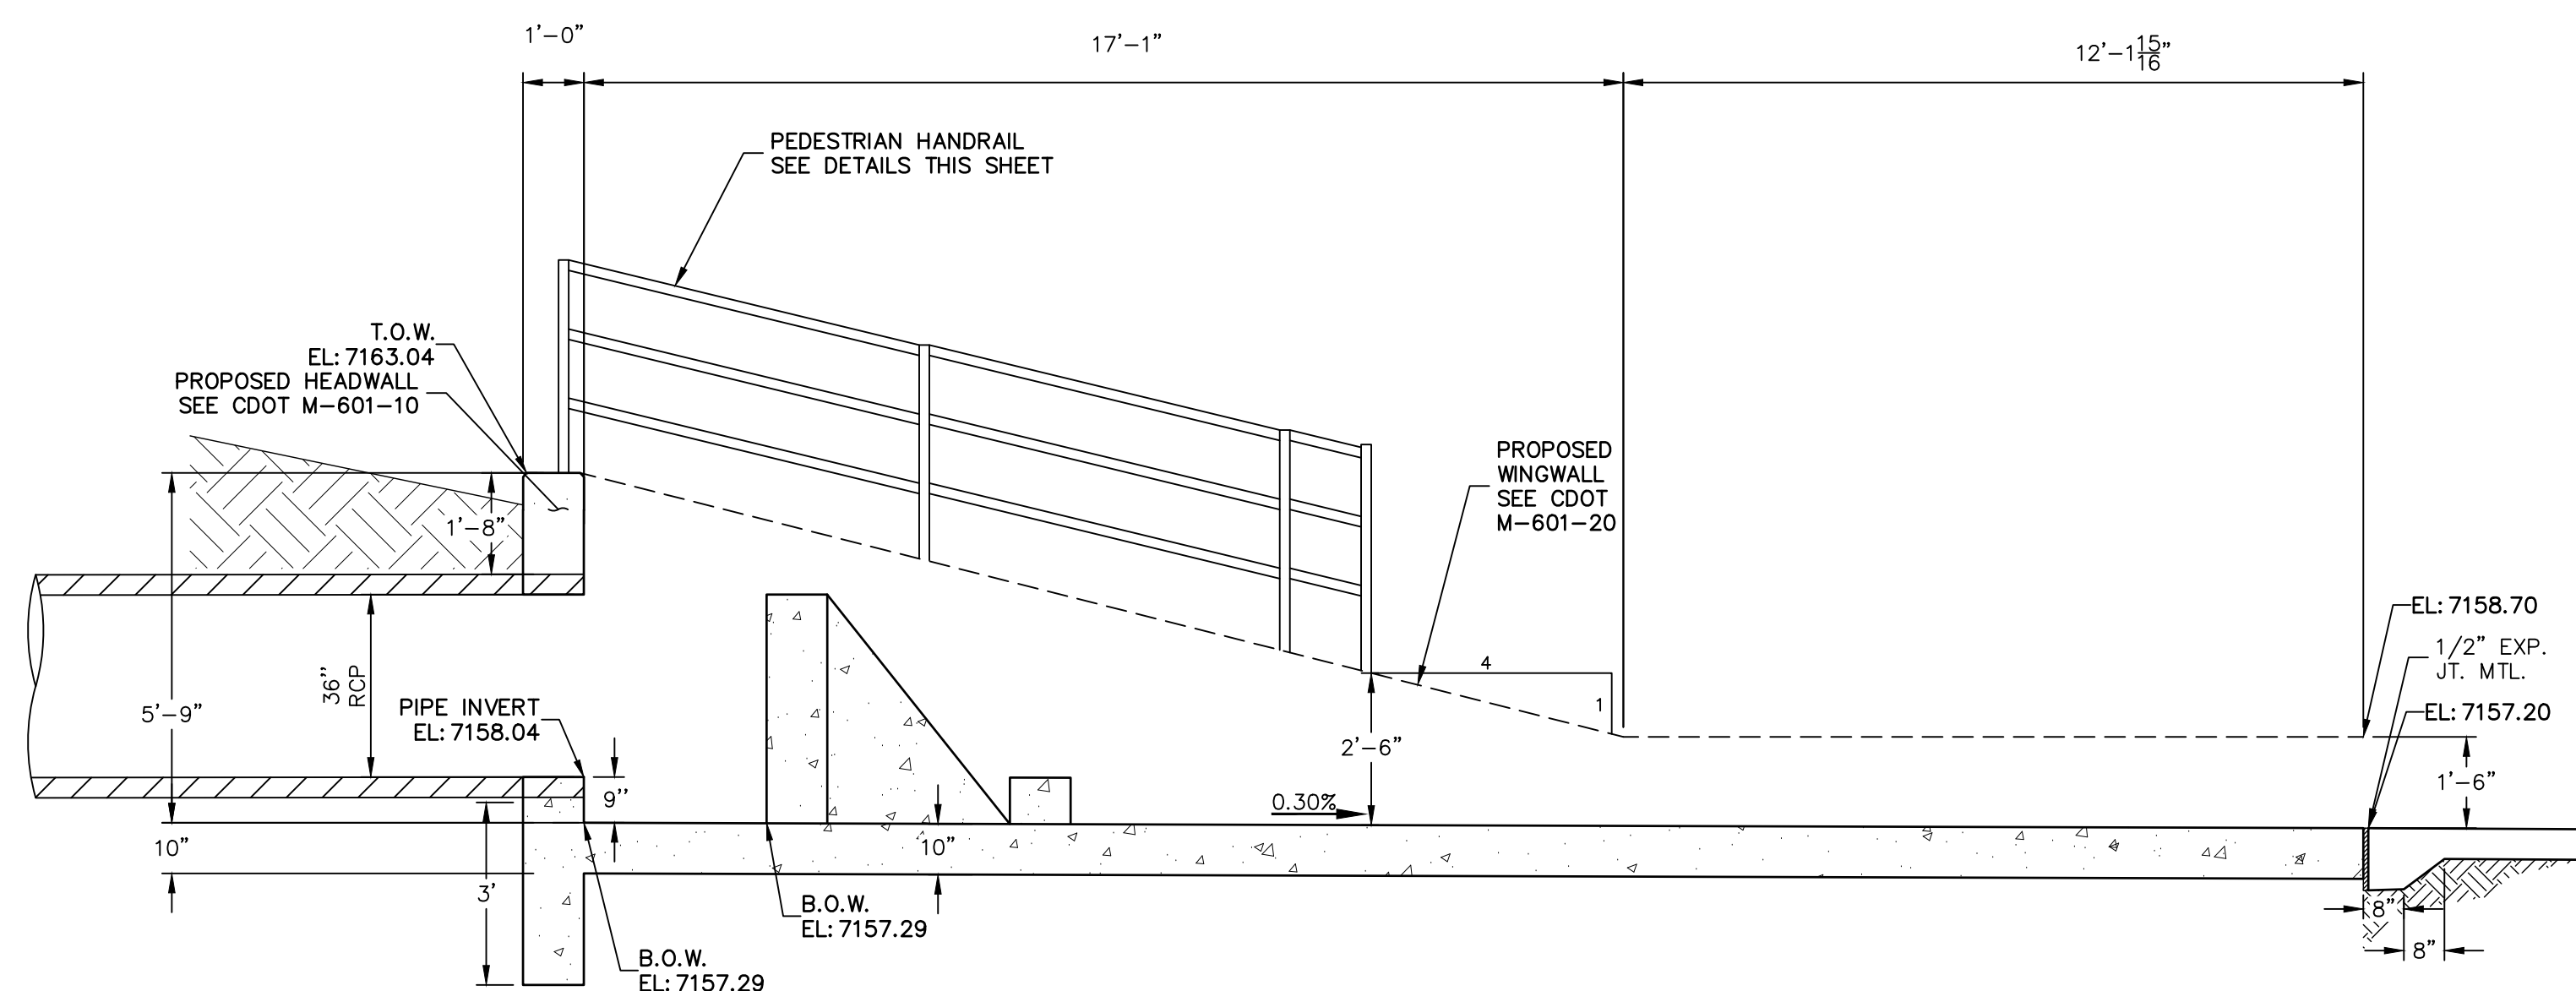 1'-0"
17'-1"
12'-1 15/16"
PEDESTRIAN HANDRAIL
SEE DETAILS THIS SHEET
T.O.W.
EL: 7163.04
PROPOSED HEADWALL
SEE CDOT M-601-10
1'-8"
PROPOSED
WINGWALL
SEE CDOT
M-601-20
4
1
EL: 7158.70
1/2" EXP.
JT. MTL.
EL: 7157.20
36"
RCP
5'-9"
PIPE INVERT
EL: 7158.04
9"
2'-6"
1'-6"
0.30%
10"
10"
3'
B.O.W.
EL: 7157.29
B.O.W.
EL: 7157.29
8"
8"